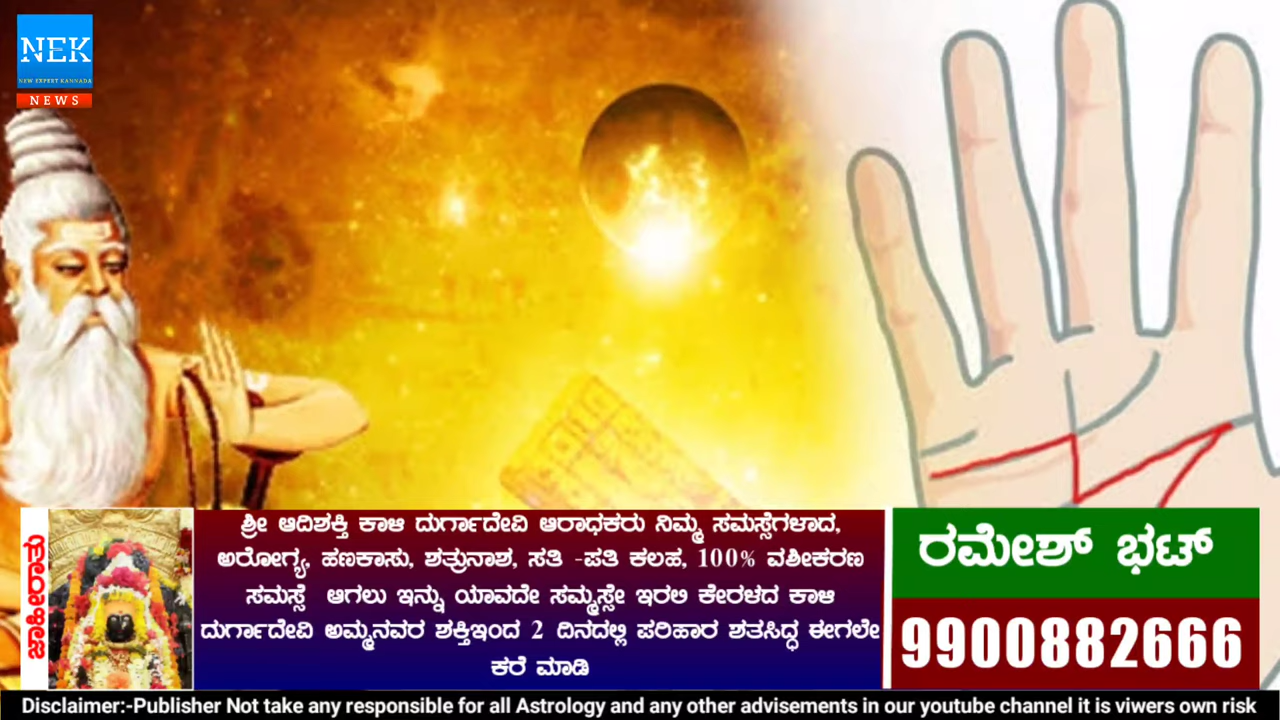 NEK
NEW EXPERT KANNADA
NEWS
ಜಾಹೀರಾತು
ಶ್ರೀ ಆದಿಶಕ್ತಿ ಕಾಳಿ ದುರ್ಗಾದೇವಿ ಆರಾಧಕರು ನಿಮ್ಮ ಸಮಸ್ಸೆಗಳಾದ,
ಅರೋಗ್ಯ, ಹಣಕಾಸು, ಶತ್ರುನಾಶ, ಸತಿ -ಪತಿ ಕಲಹ, 100% ವಶೀಕರಣ
ಸಮಸ್ಸೆ ಆಗಲು ಇನ್ನು ಯಾವದೇ ಸಮ್ಮಸ್ಸೇ ಇರಲಿ ಕೇರಳದ ಕಾಳಿ
ದುರ್ಗಾದೇವಿ ಅಮ್ಮನವರ ಶಕ್ತಿಇಂದ 2 ದಿನದಲ್ಲಿ ಪರಿಹಾರ ಶತಸಿದ್ಧ ಈಗಲೇ
ಕರೆ ಮಾಡಿ
ರಮೇಶ್ ಭಟ್
9900882666
Disclaimer:-Publisher Not take any responsible for all Astrology and any other advisements in our youtube channel it is viwers own risk